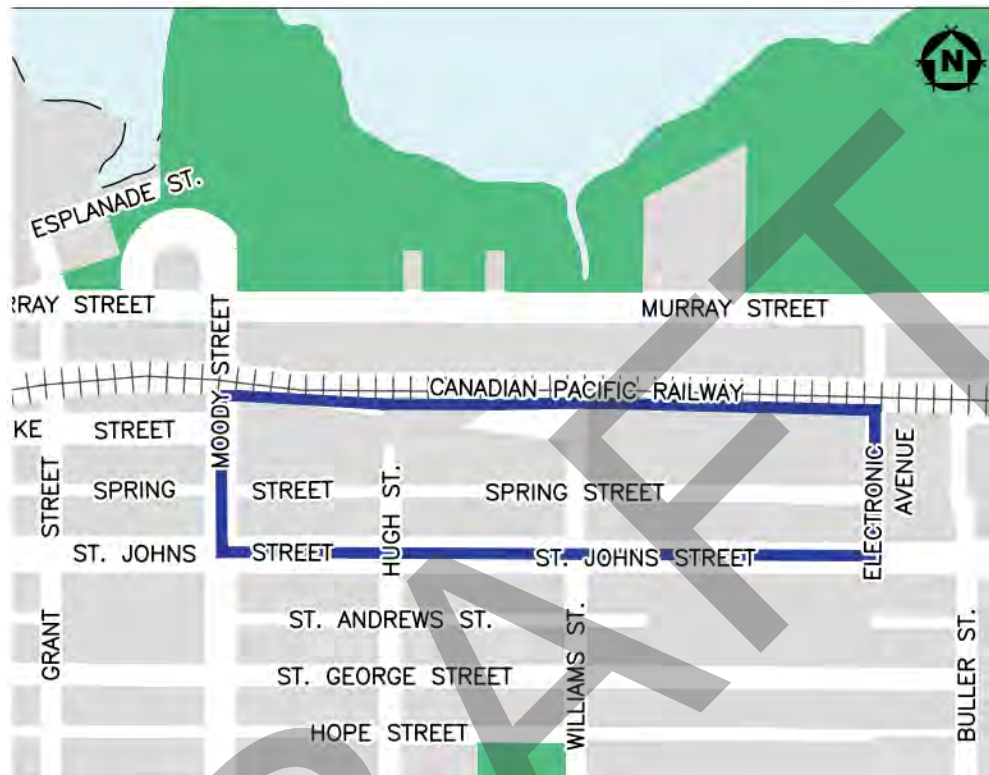 N
ESPLANADE ST.
RRAY STREET
MURRAY STREET
MOODY STREET
CANADIAN PACIFIC RAILWAY
KE STREET
STREET
SPRING STREET
SPRING STREET
HUGH ST.
ELECTRONIC
AVENUE
ST. JOHNS STREET
ST. JOHNS STREET
GRANT
ST. ANDREWS ST.
WILLIAMS ST.
BULLER ST.
ST. GEORGE STREET
HOPE STREET
DRAFT